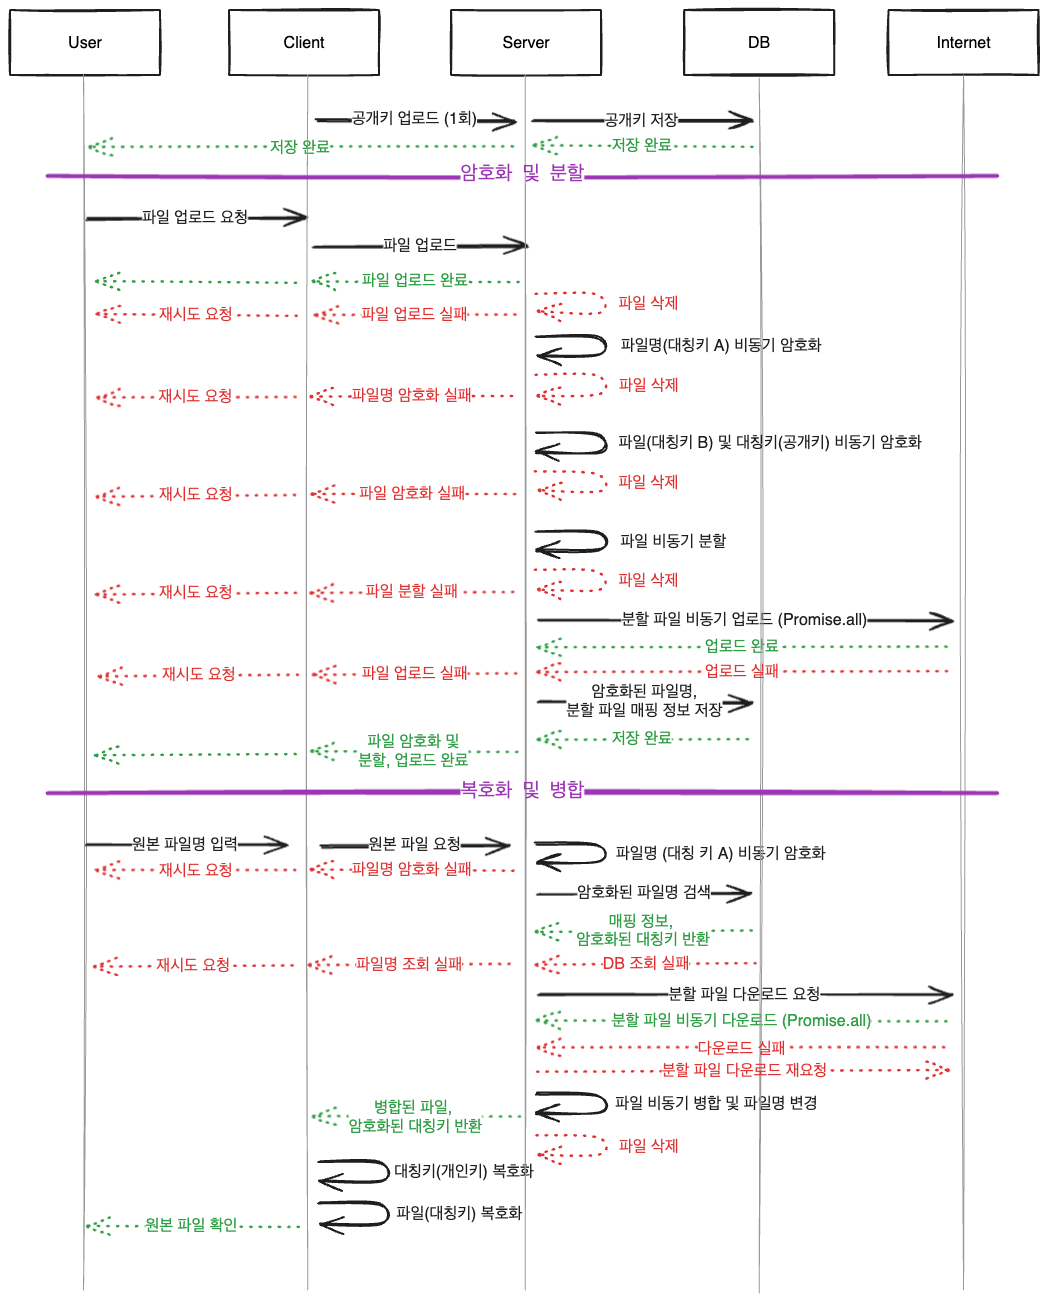 User
Client
Server
DB
Internet
공개키 업로드 (1회)
공개키 저장
저장 완료
저장 완료
암호화 및 분할
파일 업로드 요청
파일 업로드
파일 업로드 완료
파일 삭제
재시도 요청
파일 업로드 실패
파일명(대칭키 A) 비동기 암호화
파일 삭제
재시도 요청
파일명 암호화 실패
파일(대칭키 B) 및 대칭키(공개키) 비동기 암호화
파일 삭제
재시도 요청
파일 암호화 실패
파일 비동기 분할
파일 삭제
재시도 요청
파일 분할 실패
분할 파일 비동기 업로드 (Promise.all)
업로드 완료
재시도 요청
파일 업로드 실패
업로드 실패
암호화된 파일명,
분할 파일 매핑 정보 저장
저장 완료
파일 암호화 및
분할, 업로드 완료
복호화 및 병합
원본 파일명 입력
원본 파일 요청
파일명 (대칭 키 A) 비동기 암호화
재시도 요청
파일명 암호화 실패
암호화된 파일명 검색
매핑 정보,
암호화된 대칭키 반환
재시도 요청
파일명 조회 실패
DB 조회 실패
분할 파일 다운로드 요청
분할 파일 비동기 다운로드 (Promise.all)
다운로드 실패
분할 파일 다운로드 재요청
파일 비동기 병합 및 파일명 변경
병합된 파일,
암호화된 대칭키 반환
파일 삭제
대칭키(개인키) 복호화
파일(대칭키) 복호화
원본 파일 확인